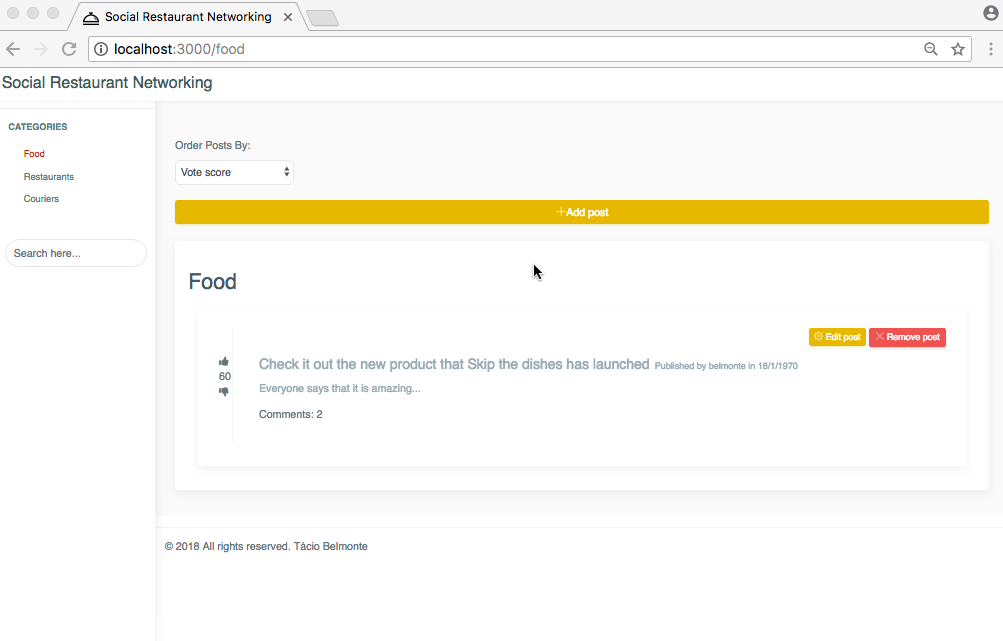 Social Restaurant Networking
localhost:3000/food
Social Restaurant Networking
CATEGORIES
Food
Restaurants
Couriers
Search here...
Order Posts By:
Vote score
Add post
Food
Edit post
Remove post
60
Check it out the new product that Skip the dishes has launched Published by belmonte in 18/1/1970
Everyone says that it is amazing...
Comments: 2
© 2018 All rights reserved. Tácio Belmonte